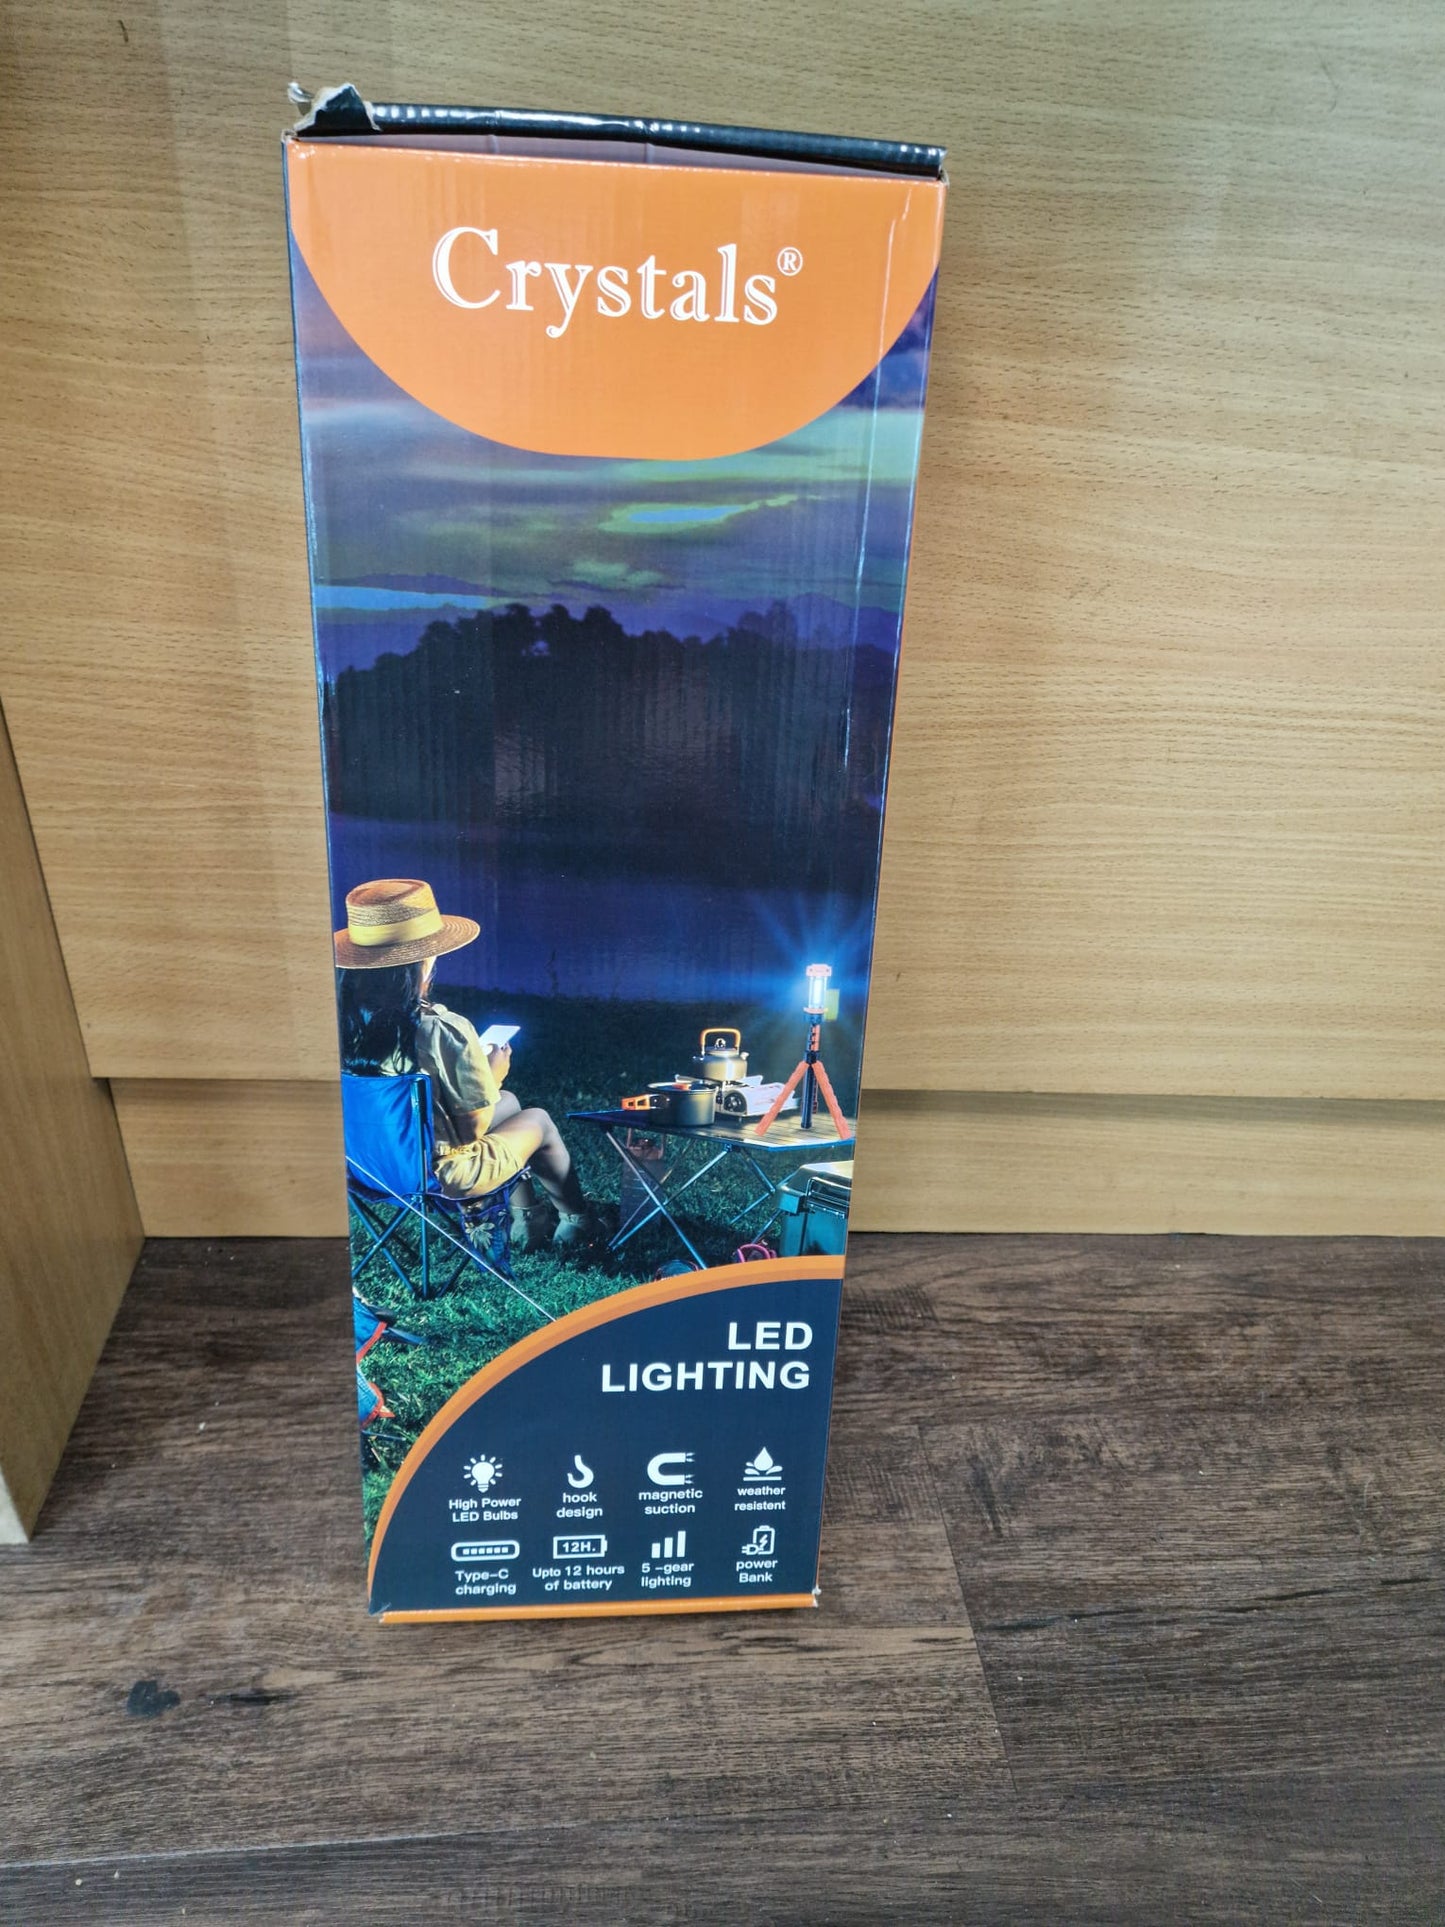 Crystals®
LED
LIGHTING
High Power
LED Bulbs
hook
design
magnetic
suction
weather
resistent
Type-C
charging
12H.
Upto 12 hours
of battery
5 -gear
lighting
power
Bank